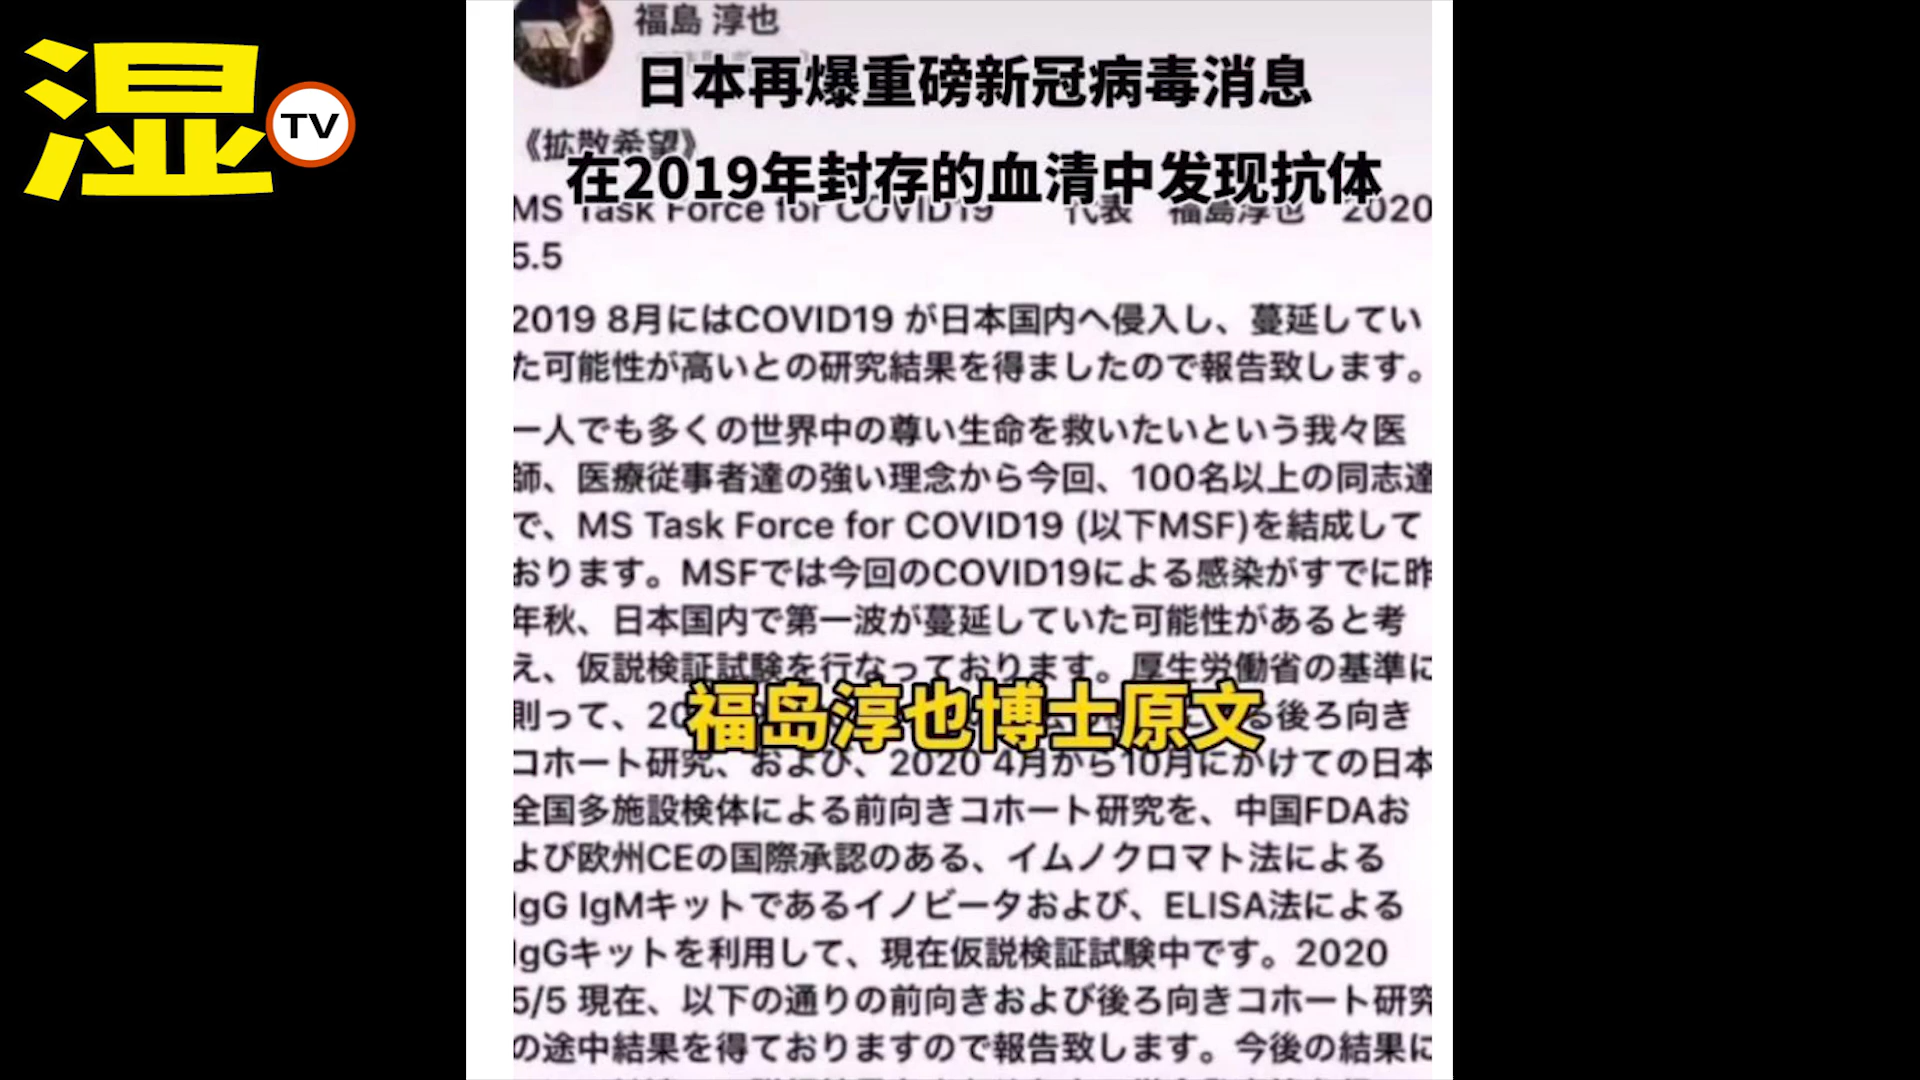 湿
TV
福島 淳也
日本再爆重磅新冠病毒消息
《拡散希望》
在2019年封存的血清中发现抗体
MS Task Force for COVID19 代表 福島淳也 2020
5.5
2019 8月にはCOVID19 が日本国内へ侵入し、蔓延してい
た可能性が高いとの研究結果を得ましたので報告致します。
一人でも多くの世界中の尊い生命を救いたいという我々医
師、医療従事者達の強い理念から今回、100名以上の同志達
で、MS Task Force for COVID19 (以下MSF)を結成して
おります。MSFでは今回のCOVID19による感染がすでに昨
年秋、日本国内で第一波が蔓延していた可能性があると考
え、仮説検証試験を行なっております。厚生労働省の基準に
則って、20 る後ろ向き
福岛淳也博士原文
コホート研究、および、2020 4月から10月にかけての日本
全国多施設検体による前向きコホート研究を、中国FDAお
よび欧州CEの国際承認のある、イムノクロマト法による
IgG IgMキットであるイノビータおよび、ELISA法による
IgGキットを利用して、現在仮説検証試験中です。2020
5/5 現在、以下の通りの前向きおよび後ろ向きコホート研究
の途中結果を得ておりますので報告致します。今後の結果に